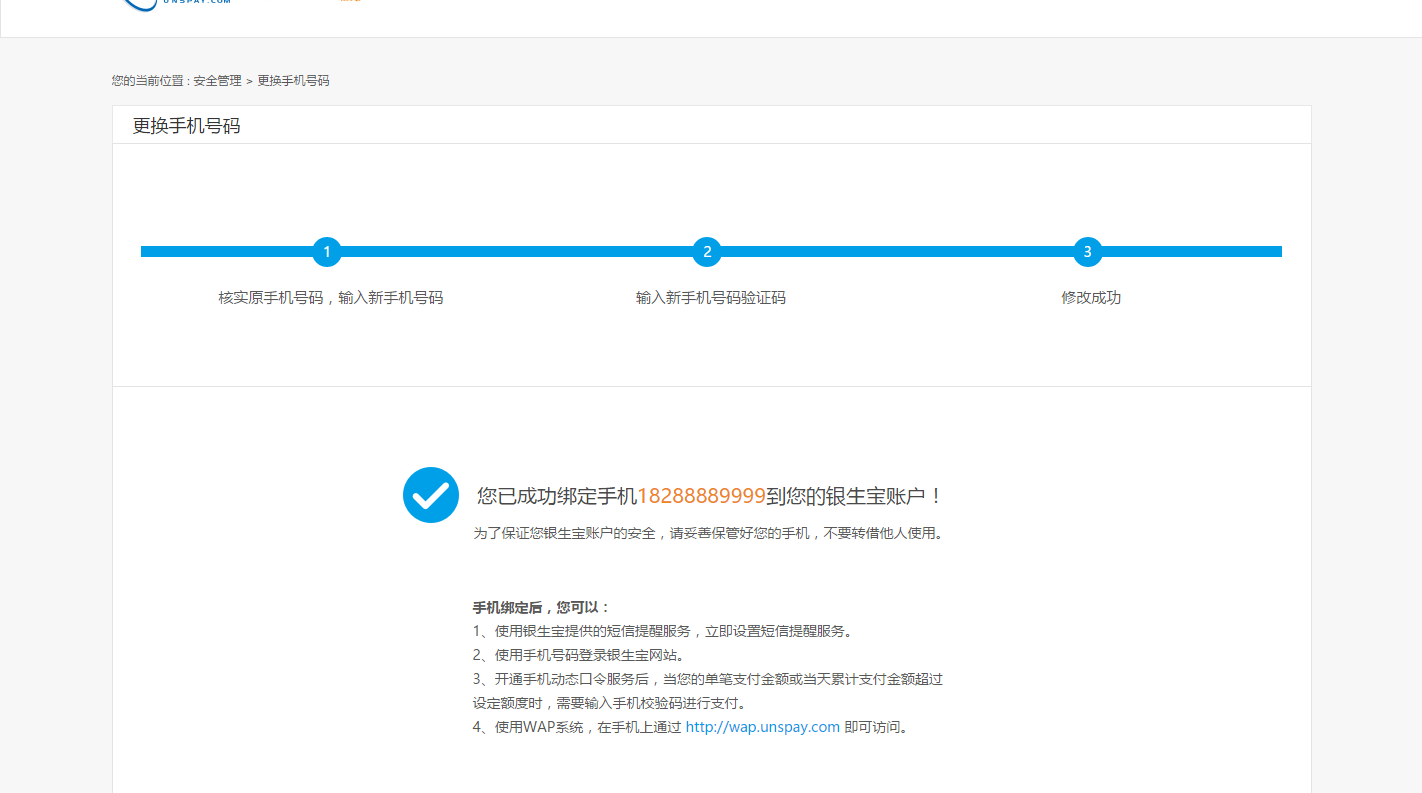 UNSPAY.COM
您的当前位置 : 安全管理 > 更换手机号码
更换手机号码
1 2 3
核实原手机号码，输入新手机号码 输入新手机号码验证码 修改成功
您已成功绑定手机18288889999到您的银生宝账户！
为了保证您银生宝账户的安全，请妥善保管好您的手机，不要转借他人使用。
手机绑定后，您可以：
1、使用银生宝提供的短信提醒服务，立即设置短信提醒服务。
2、使用手机号码登录银生宝网站。
3、开通手机动态口令服务后，当您的单笔支付金额或当天累计支付金额超过
设定额度时，需要输入手机校验码进行支付。
4、使用WAP系统，在手机上通过 http://wap.unspay.com 即可访问。